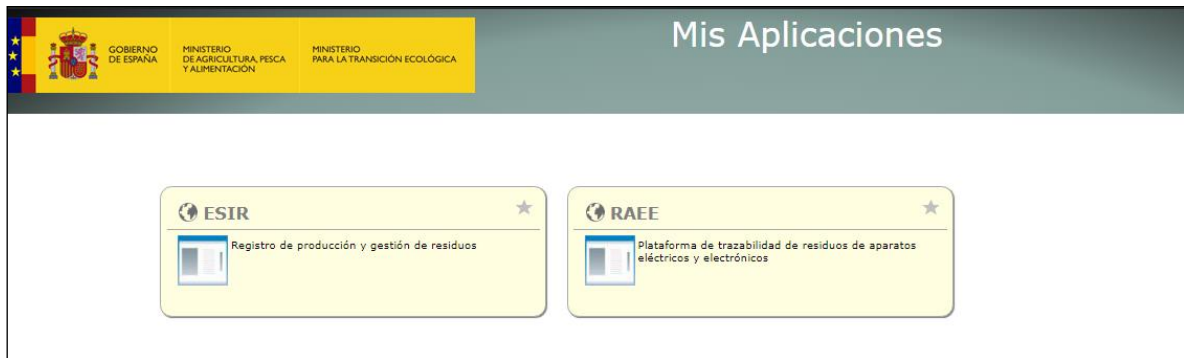 GOBIERNO
DE ESPAÑA
MINISTERIO
DE AGRICULTURA, PESCA
Y ALIMENTACIÓN
MINISTERIO
PARA LA TRANSICIÓN ECOLÓGICA
Mis Aplicaciones
ESIR
Registro de producción y gestión de residuos
RAEE
Plataforma de trazabilidad de residuos de aparatos
eléctricos y electrónicos